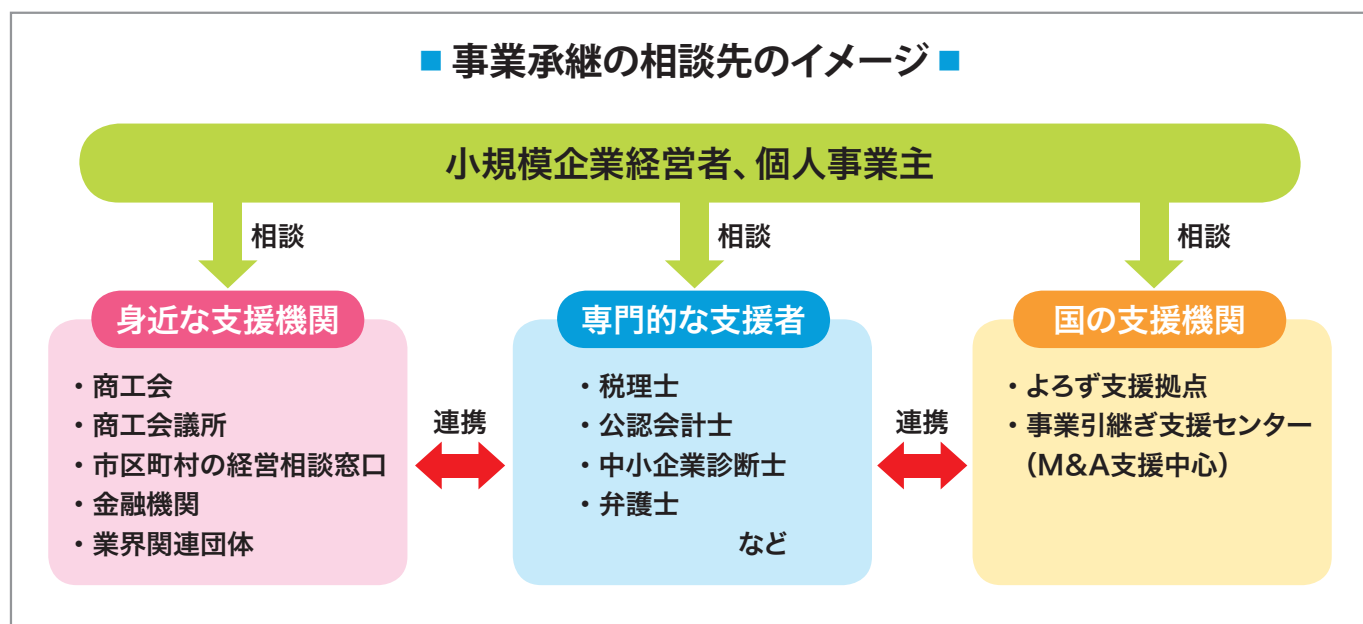 ■ 事業承継の相談先のイメージ ■
小規模企業経営者、個人事業主
相談
相談
相談
身近な支援機関
・商工会
・商工会議所
・市区町村の経営相談窓口
・金融機関
・業界関連団体
連携
専門的な支援者
・税理士
・公認会計士
・中小企業診断士
・弁護士
など
連携
国の支援機関
・よろず支援拠点
・事業引継ぎ支援センター
（M&A支援中心）